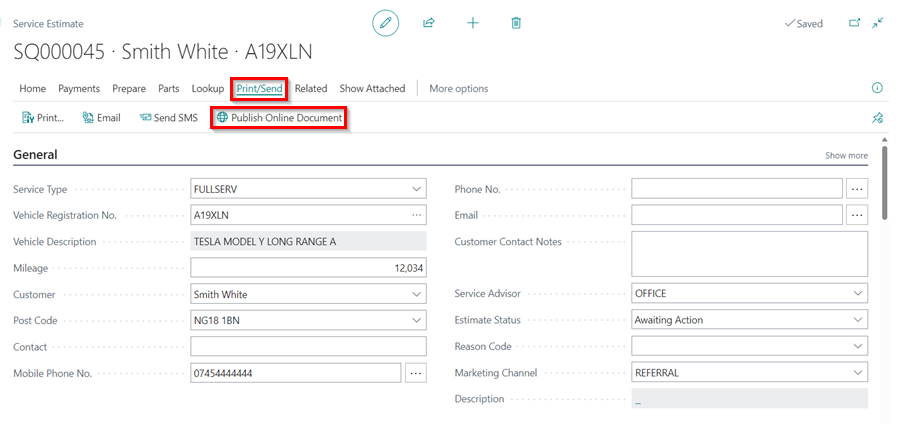 Service Estimate
Saved
SQ000045 · Smith White · A19XLN
Home Payments Prepare Parts Lookup Print/Send Related Show Attached More options
Print... Email Send SMS Publish Online Document
General
Show more
Service Type FULLSERV
Vehicle Registration No. A19XLN
Vehicle Description TESLA MODEL Y LONG RANGE A
Mileage 12,034
Customer Smith White
Post Code NG18 1BN
Contact
Mobile Phone No. 07454444444
Phone No.
Email
Customer Contact Notes
Service Advisor OFFICE
Estimate Status Awaiting Action
Reason Code
Marketing Channel REFERRAL
Description _